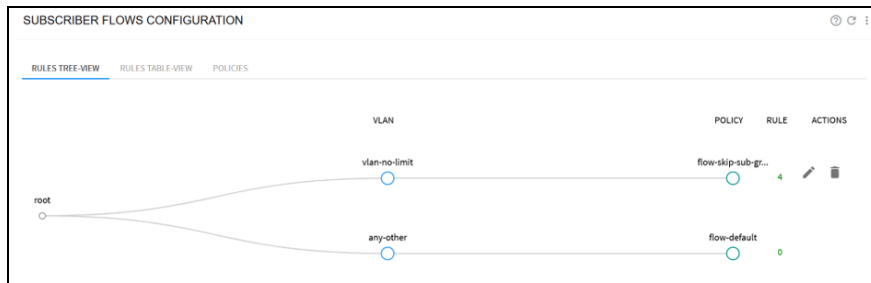 SUBSCRIBER FLOWS CONFIGURATION
RULES TREE-VIEW RULES TABLE-VIEW POLICIES
VLAN POLICY RULE ACTIONS
vlan-no-limit flow-skip-sub-gr...
4
root
any-other flow-default
0